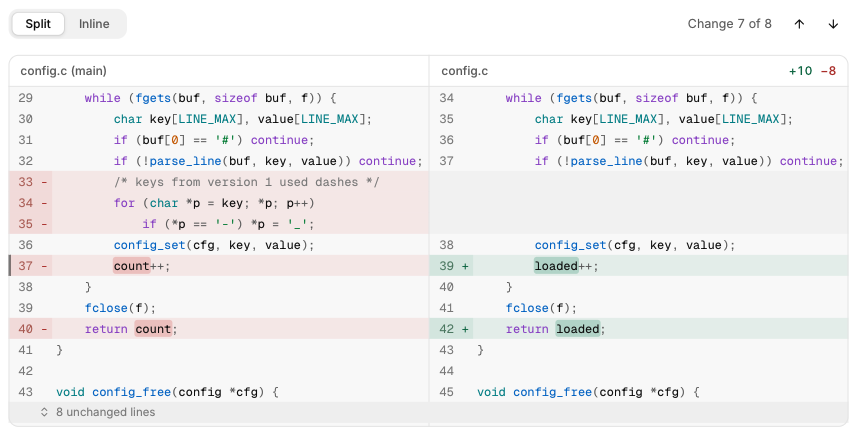 Split Inline Change 7 of 8
config.c (main)
29 while (fgets(buf, sizeof buf, f)) {
30 char key[LINE_MAX], value[LINE_MAX];
31 if (buf[0] == '#') continue;
32 if (!parse_line(buf, key, value)) continue;
33 - /* keys from version 1 used dashes */
34 - for (char *p = key; *p; p++)
35 - if (*p == '-') *p = '_';
36 config_set(cfg, key, value);
37 - count++;
38 }
39 fclose(f);
40 - return count;
41 }
42
43 void config_free(config *cfg) {
8 unchanged lines
config.c +10 −8
34 while (fgets(buf, sizeof buf, f)) {
35 char key[LINE_MAX], value[LINE_MAX];
36 if (buf[0] == '#') continue;
37 if (!parse_line(buf, key, value)) continue;
38 config_set(cfg, key, value);
39 + loaded++;
40 }
41 fclose(f);
42 + return loaded;
43 }
44
45 void config_free(config *cfg) {